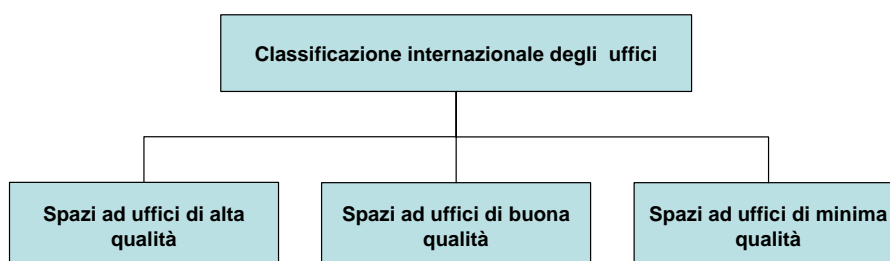 Classificazione internazionale degli uffici
Spazi ad uffici di alta
qualità
Spazi ad uffici di buona
qualità
Spazi ad uffici di minima
qualità